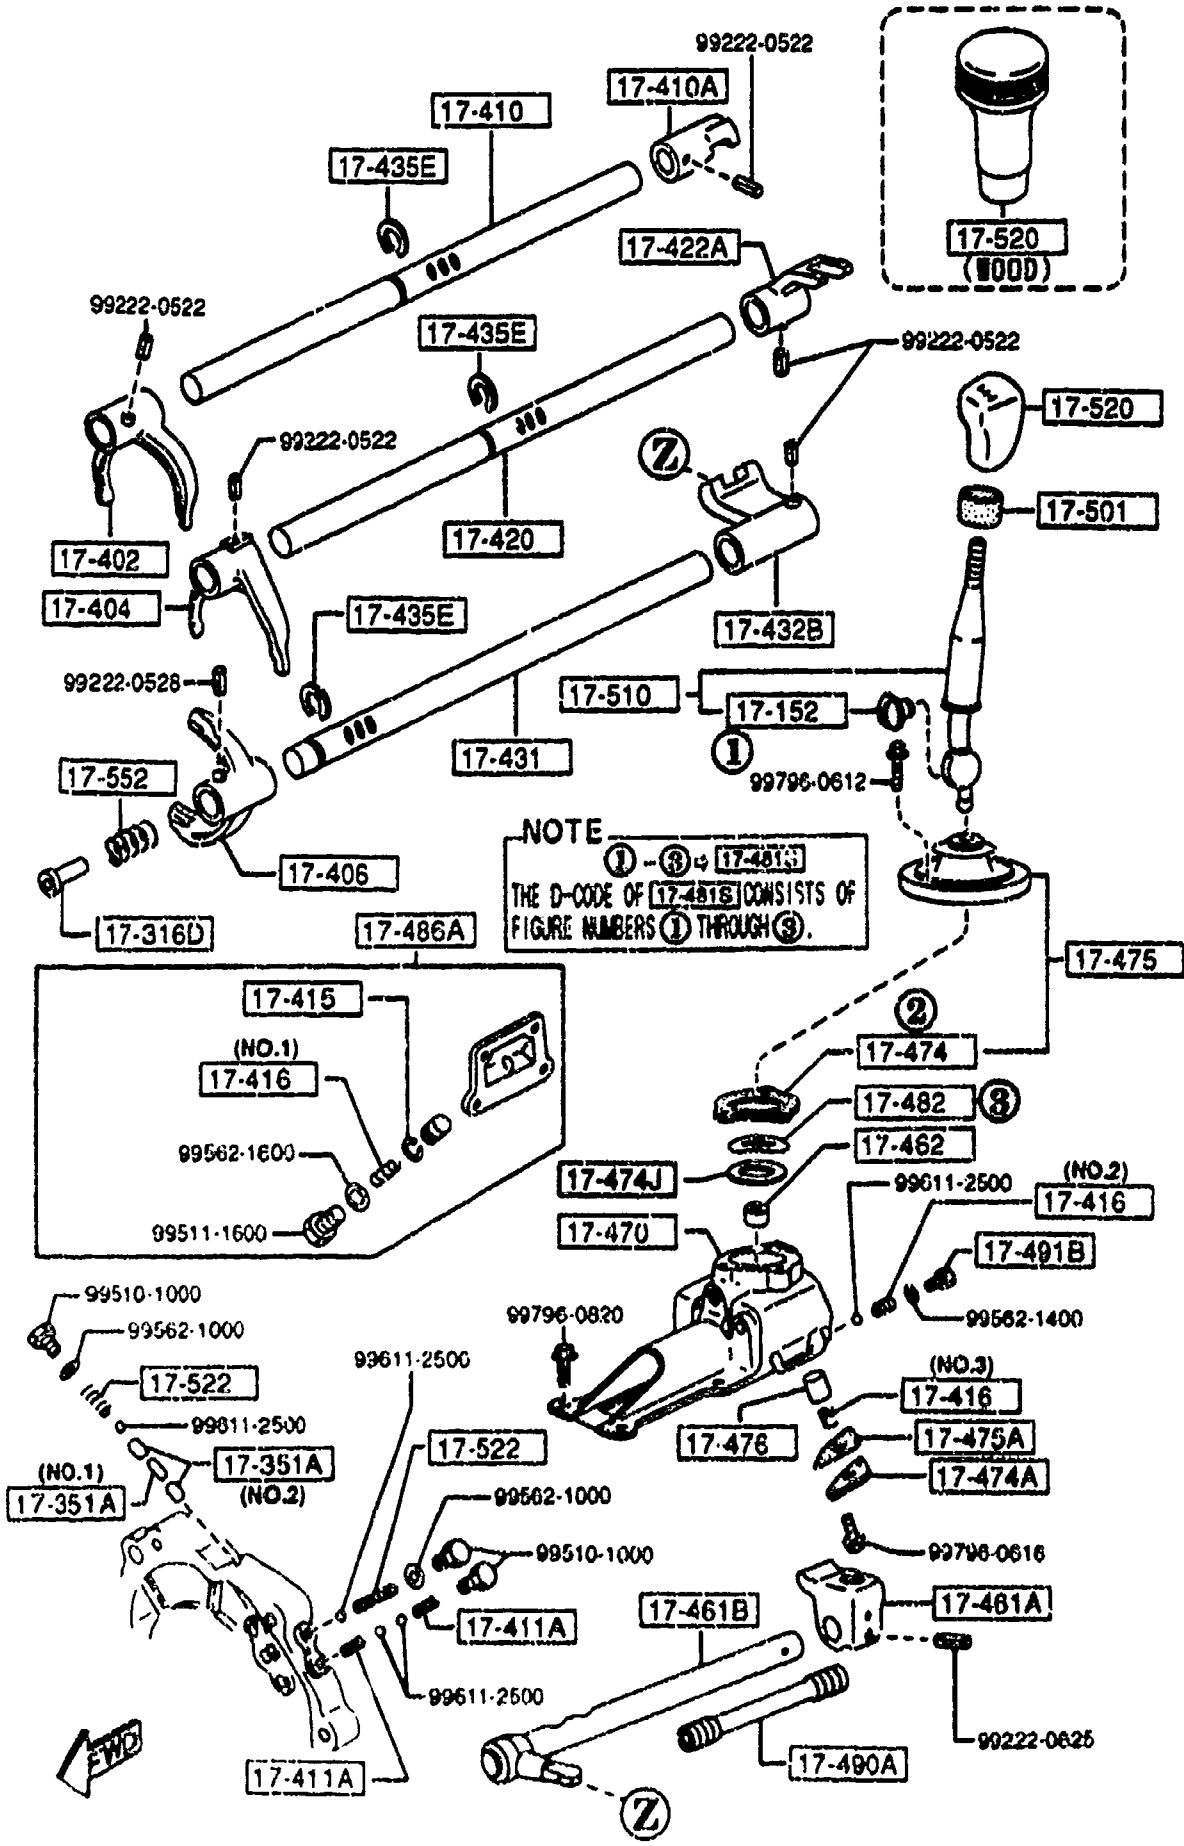 99222-0522
17-410A
17-410
17-435E
17-520
(WOOD)
17-422A
99222-0522
17-435E
99222-0522
17-520
99222-0522
Z
17-501
17-402
17-420
17-404
17-435E
17-432B
99222-0528
17-510
17-152
1
17-431
17-552
99796-0612
NOTE
1 - 3 ⇨ 17-481S
THE D-CODE OF 17-481S CONSISTS OF
FIGURE NUMBERS 1 THROUGH 3.
17-406
17-316D
17-486A
17-475
17-415
2
17-474
(NO.1)
17-416
17-482 3
17-462
99562-1600
17-474J
99611-2500
(NO.2)
17-416
99511-1600
17-470
17-491B
99510-1000
99796-0820
99562-1400
99562-1000
99611-2500
(NO.3)
17-416
17-522
99611-2500
17-476
17-475A
17-522
17-351A
(NO.2)
(NO.1)
17-351A
17-474A
99562-1000
99510-1000
99796-0616
17-461B
17-461A
17-411A
99611-2500
99222-0625
FWD
17-411A
17-490A
Z